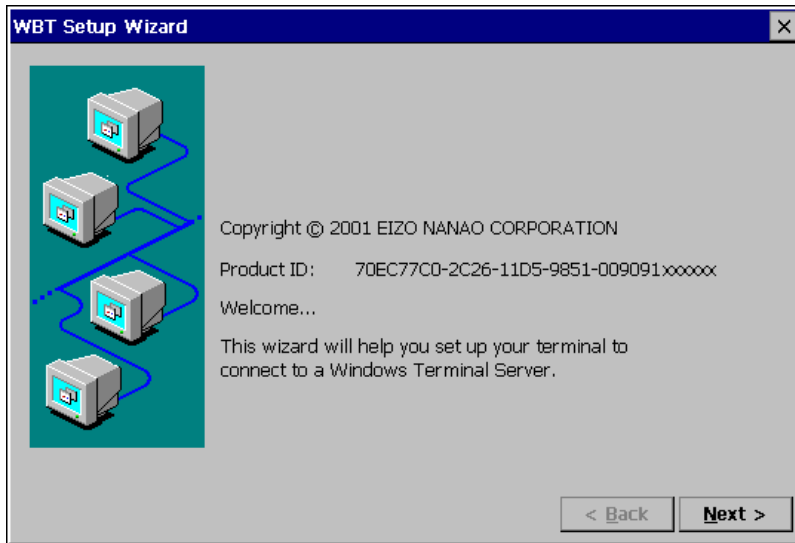 WBT Setup Wizard
Copyright © 2001 EIZO NANAO CORPORATION
Product ID: 70EC77C0-2C26-11D5-9851-009091xxxxxx
Welcome...
This wizard will help you set up your terminal to
connect to a Windows Terminal Server.
< Back Next >